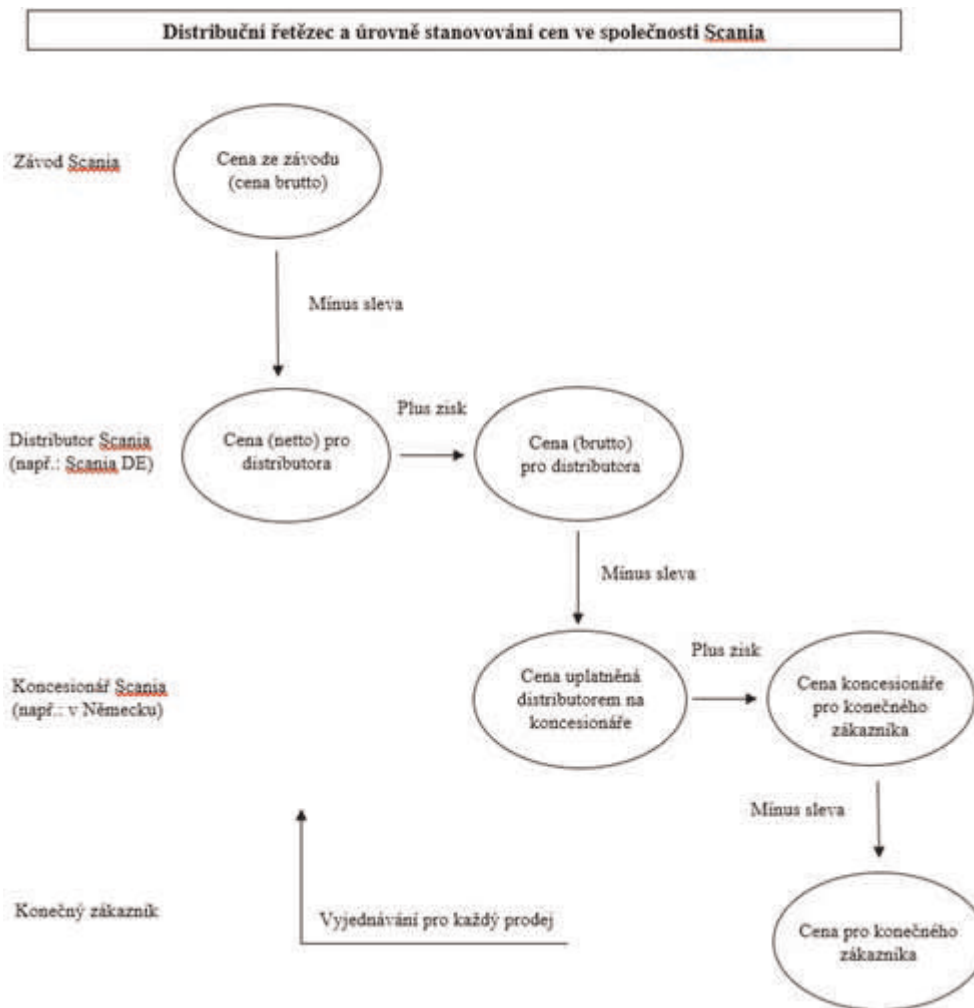 Distribuční řetězec a úrovně stanovování cen ve společnosti Scania
Závod Scania
Cena ze závodu
(cena brutto)
Mínus sleva
Distributor Scania
(např.: Scania DE)
Cena (netto) pro
distributora
Plus zisk
Cena (brutto)
pro distributora
Mínus sleva
Koncesionář Scania
(např.: v Německu)
Cena uplatněná
distributorem na
koncesionáře
Plus zisk
Cena koncesionáře
pro konečného
zákazníka
Mínus sleva
Konečný zákazník
Vyjednávání pro každý prodej
Cena pro konečného
zákazníka